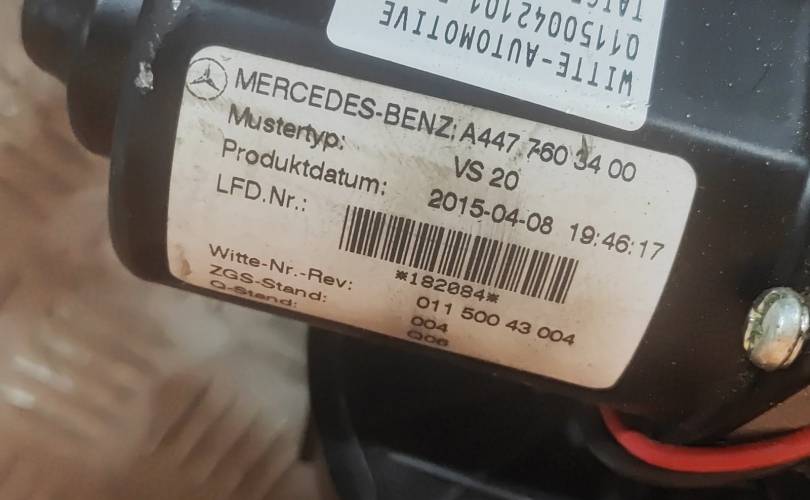 WITTE-AUTOMOTIVE
Q1150042101
MERCEDES-BENZ: A447 760 34 00
Mustertyp: VS 20
Produktdatum: 2015-04-08 19:46:17
LFD.Nr.:
*182084*
Witte-Nr.-Rev: 011 500 43 004
ZGS-Stand: 004
Q-Stand: Q06